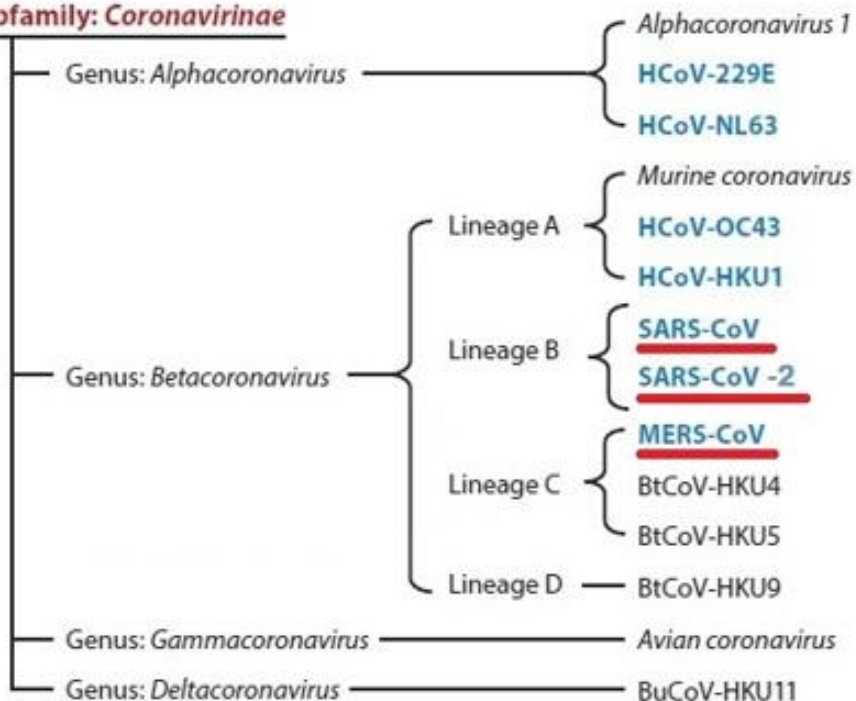 ofamily: Coronavirinae
Alphacoronavirus 1
Genus: Alphacoronavirus
HCoV-229E
HCoV-NL63
Murine coronavirus
Lineage A
HCoV-OC43
HCoV-HKU1
SARS-CoV
Lineage B
SARS-CoV -2
Genus: Betacoronavirus
MERS-CoV
Lineage C
BtCoV-HKU4
BtCoV-HKU5
Lineage D
BtCoV-HKU9
Genus: Gammacoronavirus
Avian coronavirus
Genus: Deltacoronavirus
BuCoV-HKU11